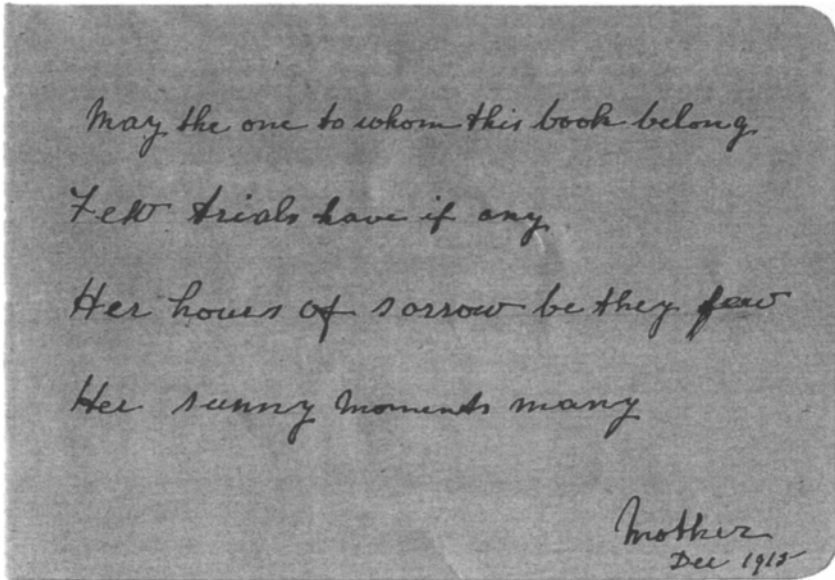 May the one to whom this book belong
Few trials have if any
Her hours of sorrow be they few
Her sunny moments many
Mother
Dec 1915